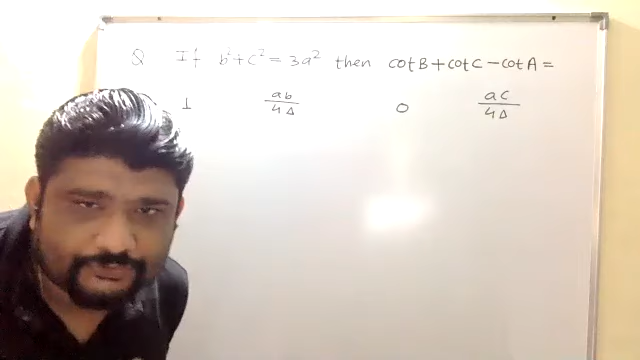 Q If b²+c² = 3a² then cotB+cotC-cotA =
1 ab/4Δ 0 ac/4Δ